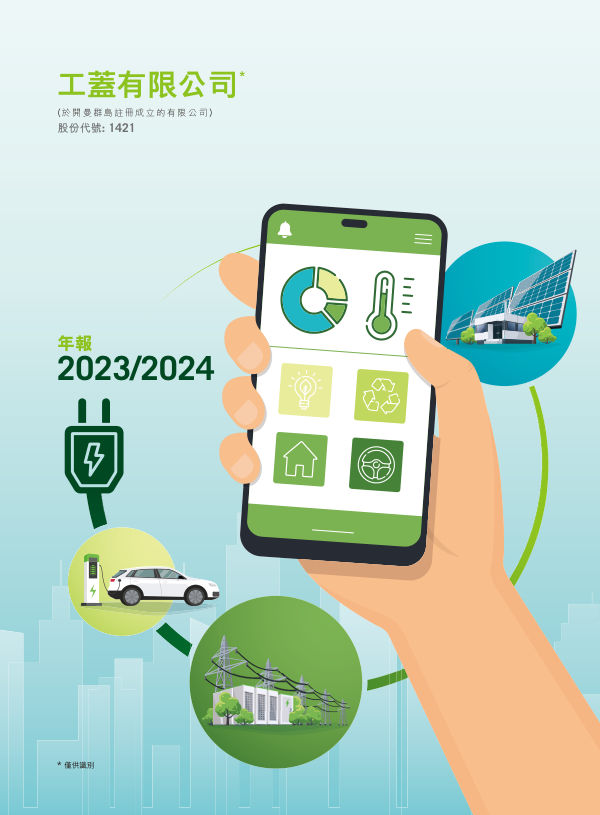 工蓋有限公司*
(於開曼群島註冊成立的有限公司)
股份代號: 1421
年報
2023/2024
* 僅供識別